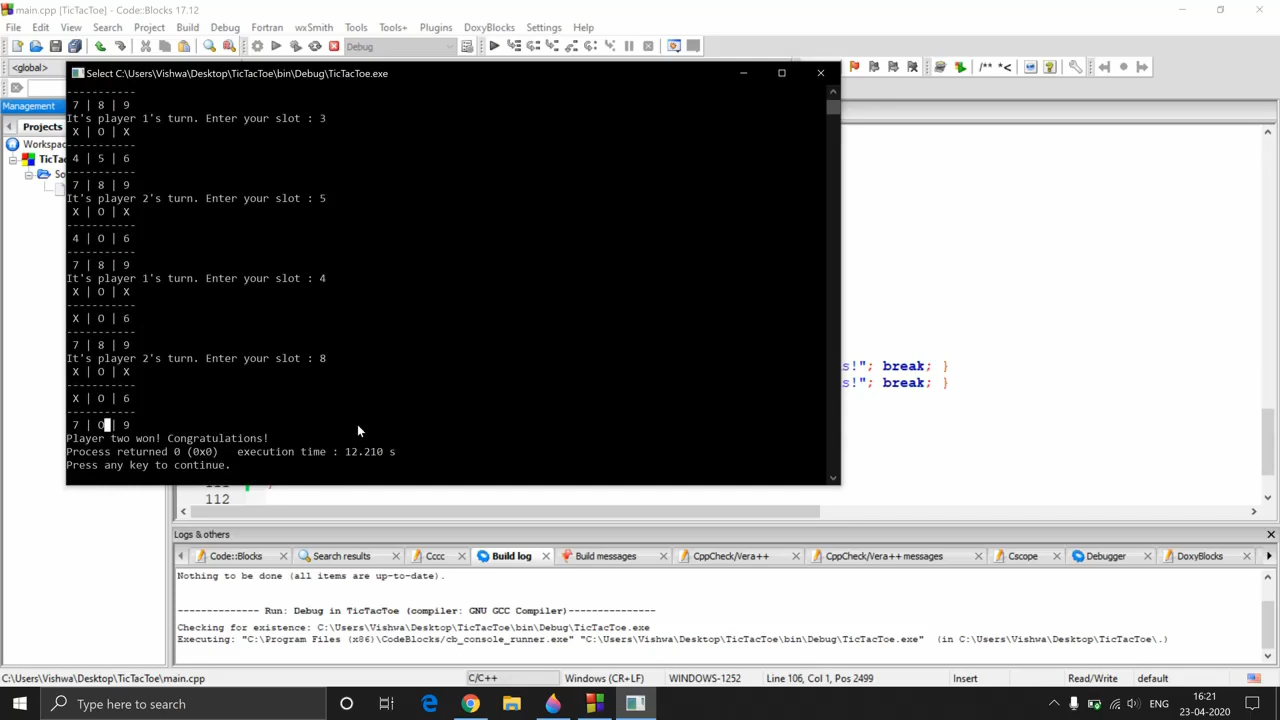 main.cpp [TicTacToe] - Code::Blocks 17.12
File Edit View Search Project Build Debug Fortran wxSmith Tools Tools+ Plugins DoxyBlocks Settings Help
Debug
<global>
/** *<
Select C:\Users\Vishwa\Desktop\TicTacToe\bin\Debug\TicTacToe.exe
Management
Projects
Workspac
TicTac
So
-----------
7 | 8 | 9
It's player 1's turn. Enter your slot : 3
X | O | X
-----------
4 | 5 | 6
-----------
7 | 8 | 9
It's player 2's turn. Enter your slot : 5
X | O | X
-----------
4 | O | 6
-----------
7 | 8 | 9
It's player 1's turn. Enter your slot : 4
X | O | X
-----------
X | O | 6
-----------
7 | 8 | 9
It's player 2's turn. Enter your slot : 8
X | O | X
-----------
X | O | 6
-----------
7 | O | 9
Player two won! Congratulations!
Process returned 0 (0x0)   execution time : 12.210 s
Press any key to continue.
s!"; break; }
s!"; break; }
112
Logs & others
Code::Blocks Search results Cccc Build log Build messages CppCheck/Vera++ CppCheck/Vera++ messages Cscope Debugger DoxyBlocks
Nothing to be done (all items are up-to-date).
-------------- Run: Debug in TicTacToe (compiler: GNU GCC Compiler)---------------
Checking for existence: C:\Users\Vishwa\Desktop\TicTacToe\bin\Debug\TicTacToe.exe
Executing: "C:\Program Files (x86)\CodeBlocks/cb_console_runner.exe" "C:\Users\Vishwa\Desktop\TicTacToe\bin\Debug\TicTacToe.exe"  (in C:\Users\Vishwa\Desktop\TicTacToe\.)
C:\Users\Vishwa\Desktop\TicTacToe\main.cpp C/C++ Windows (CR+LF) WINDOWS-1252 Line 106, Col 1, Pos 2499 Insert Read/Write default
Type here to search
ENG
16:21
23-04-2020